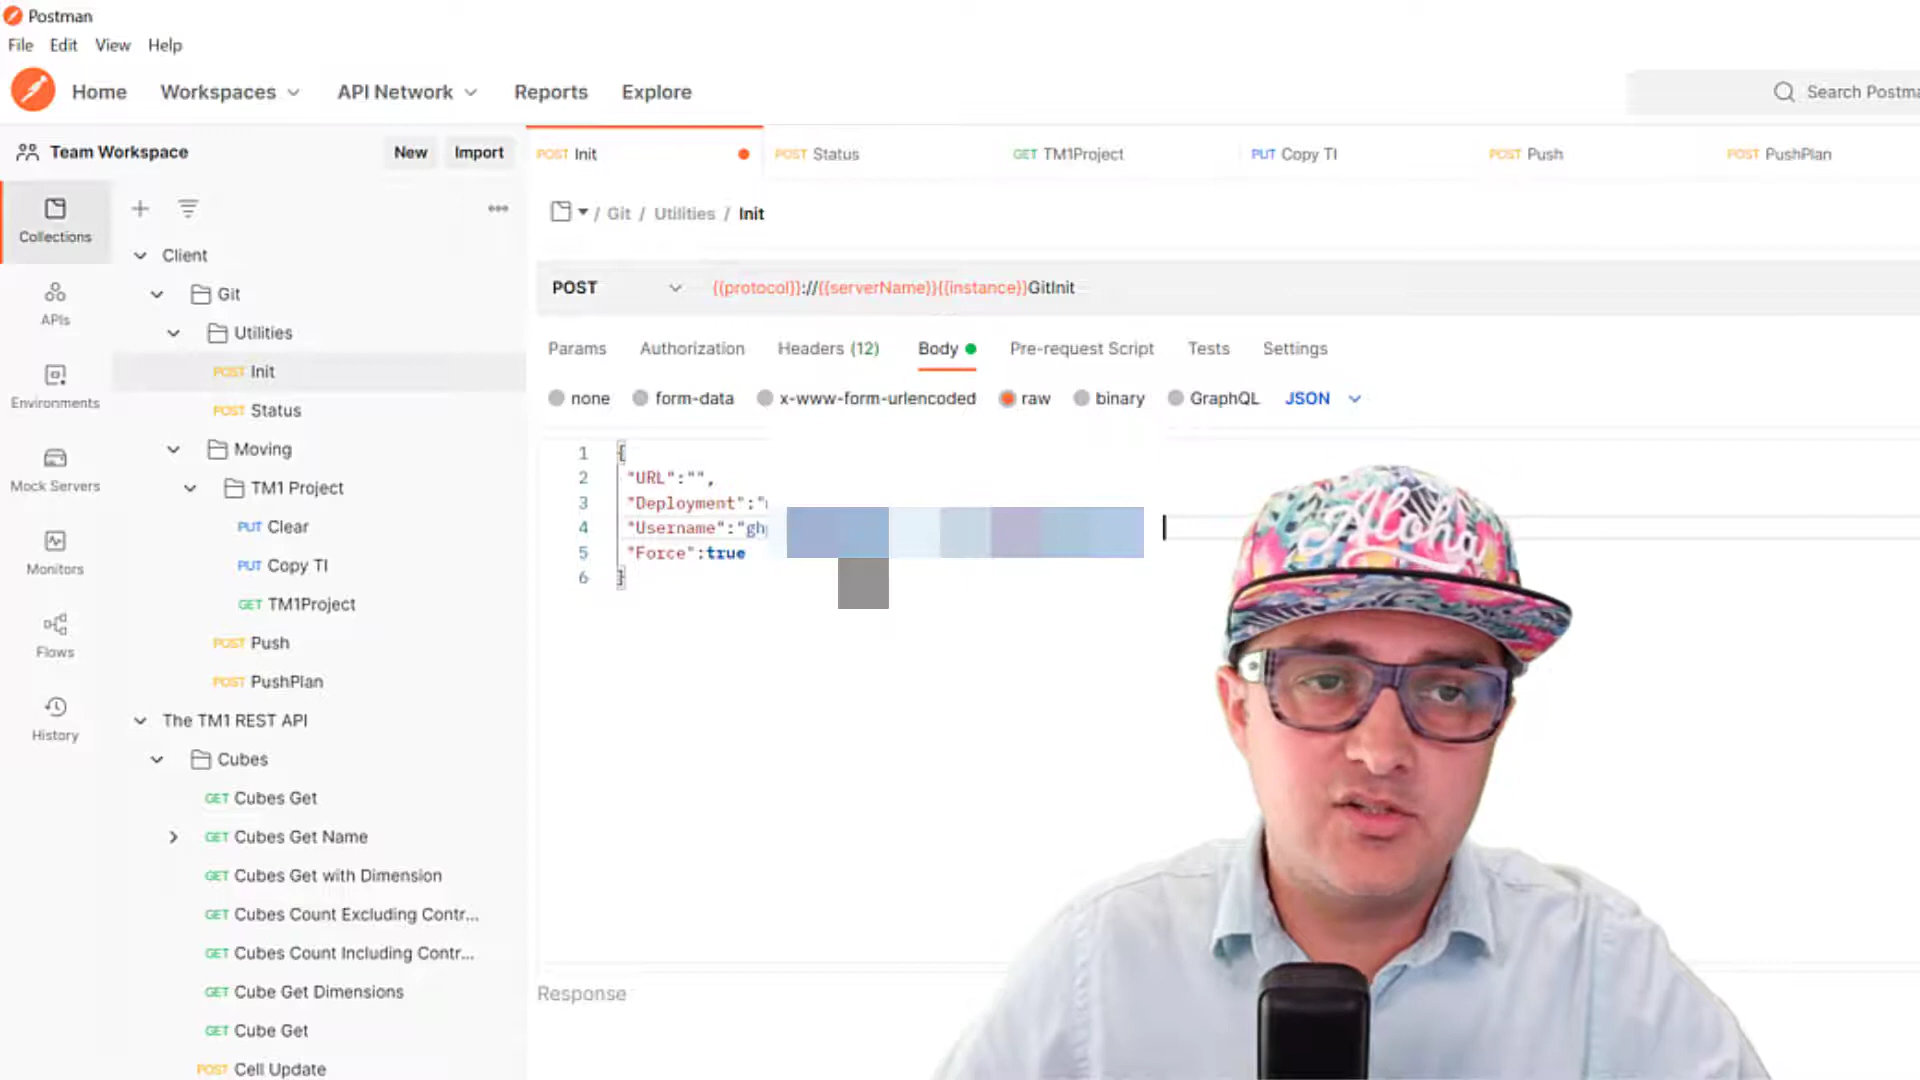 Postman
File Edit View Help
Home Workspaces API Network Reports Explore
Search Postma
Team Workspace New Import
POST Init POST Status GET TM1Project PUT Copy TI POST Push POST PushPlan
/ Git / Utilities / Init
POST {{protocol}}://{{serverName}}{{instance}}GitInit
Params Authorization Headers (12) Body Pre-request Script Tests Settings
none form-data x-www-form-urlencoded raw binary GraphQL JSON
1 {
2 "URL":"",
3 "Deployment":"
4 "Username":"gh
5 "Force":true
6 }
Response
Collections
APIs
Environments
Mock Servers
Monitors
Flows
History
Client
Git
Utilities
POST Init
POST Status
Moving
TM1 Project
PUT Clear
PUT Copy TI
GET TM1Project
POST Push
POST PushPlan
The TM1 REST API
Cubes
GET Cubes Get
GET Cubes Get Name
GET Cubes Get with Dimension
GET Cubes Count Excluding Contr...
GET Cubes Count Including Contr...
GET Cube Get Dimensions
GET Cube Get
POST Cell Update
Aloha